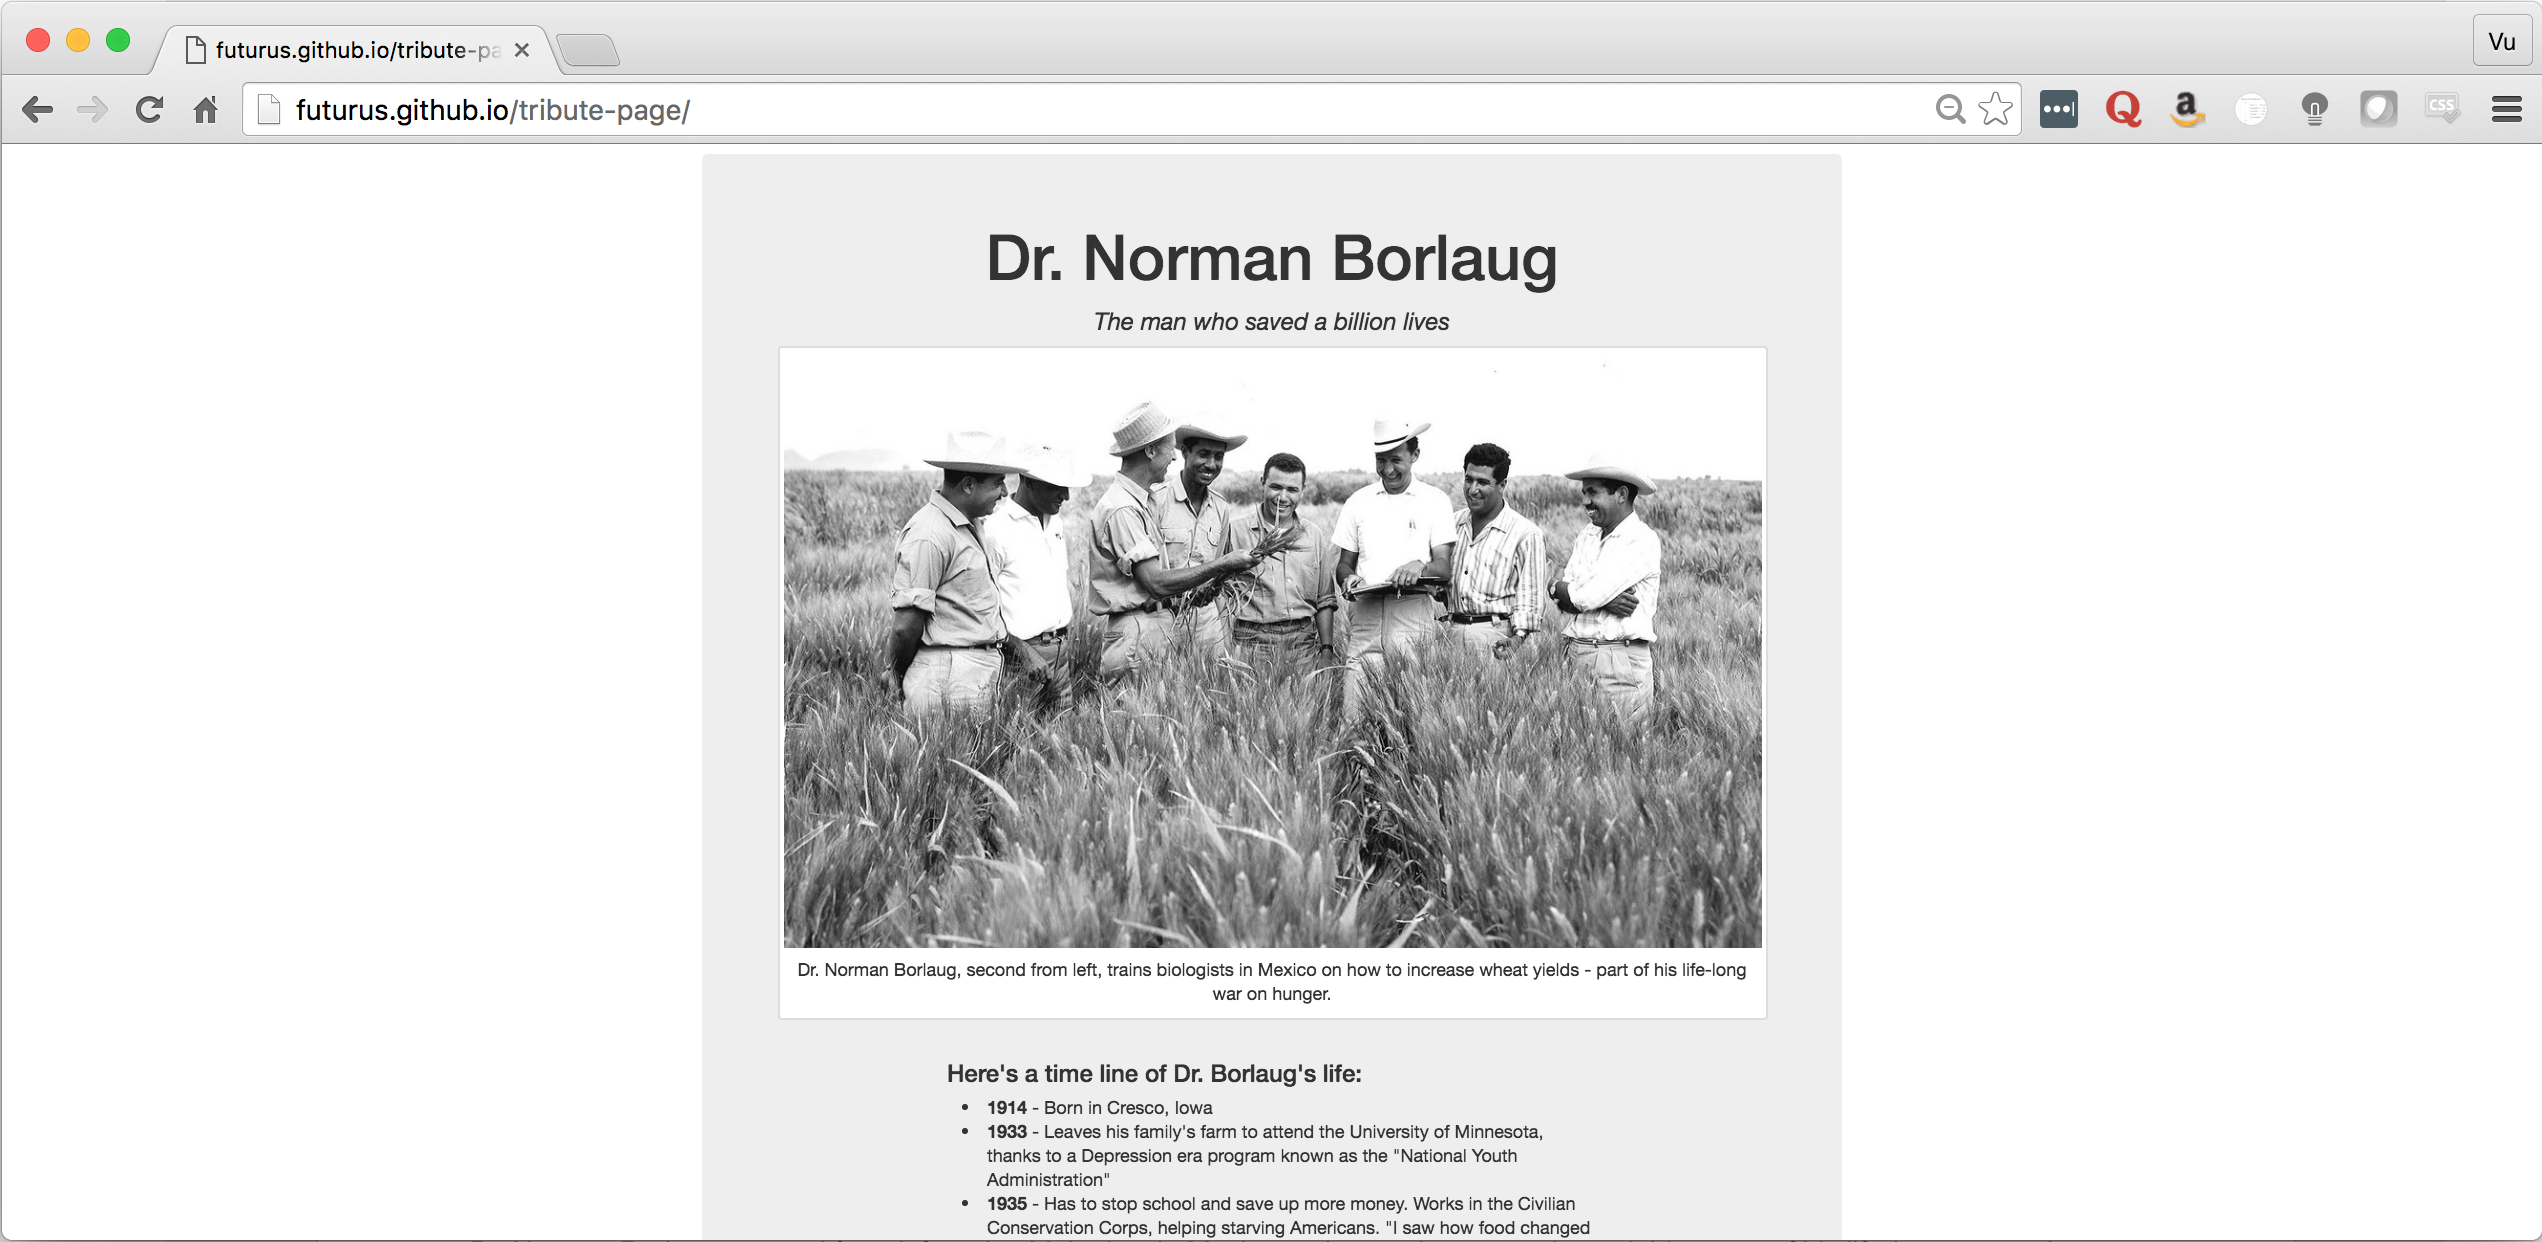 futurus.github.io/tribute-pa
Vu
futurus.github.io/tribute-page/
Q
a
CSS
Dr. Norman Borlaug
The man who saved a billion lives
Dr. Norman Borlaug, second from left, trains biologists in Mexico on how to increase wheat yields - part of his life-long
war on hunger.
Here's a time line of Dr. Borlaug's life:
• 1914 - Born in Cresco, Iowa
• 1933 - Leaves his family's farm to attend the University of Minnesota,
thanks to a Depression era program known as the "National Youth
Administration"
• 1935 - Has to stop school and save up more money. Works in the Civilian
Conservation Corps, helping starving Americans. "I saw how food changed